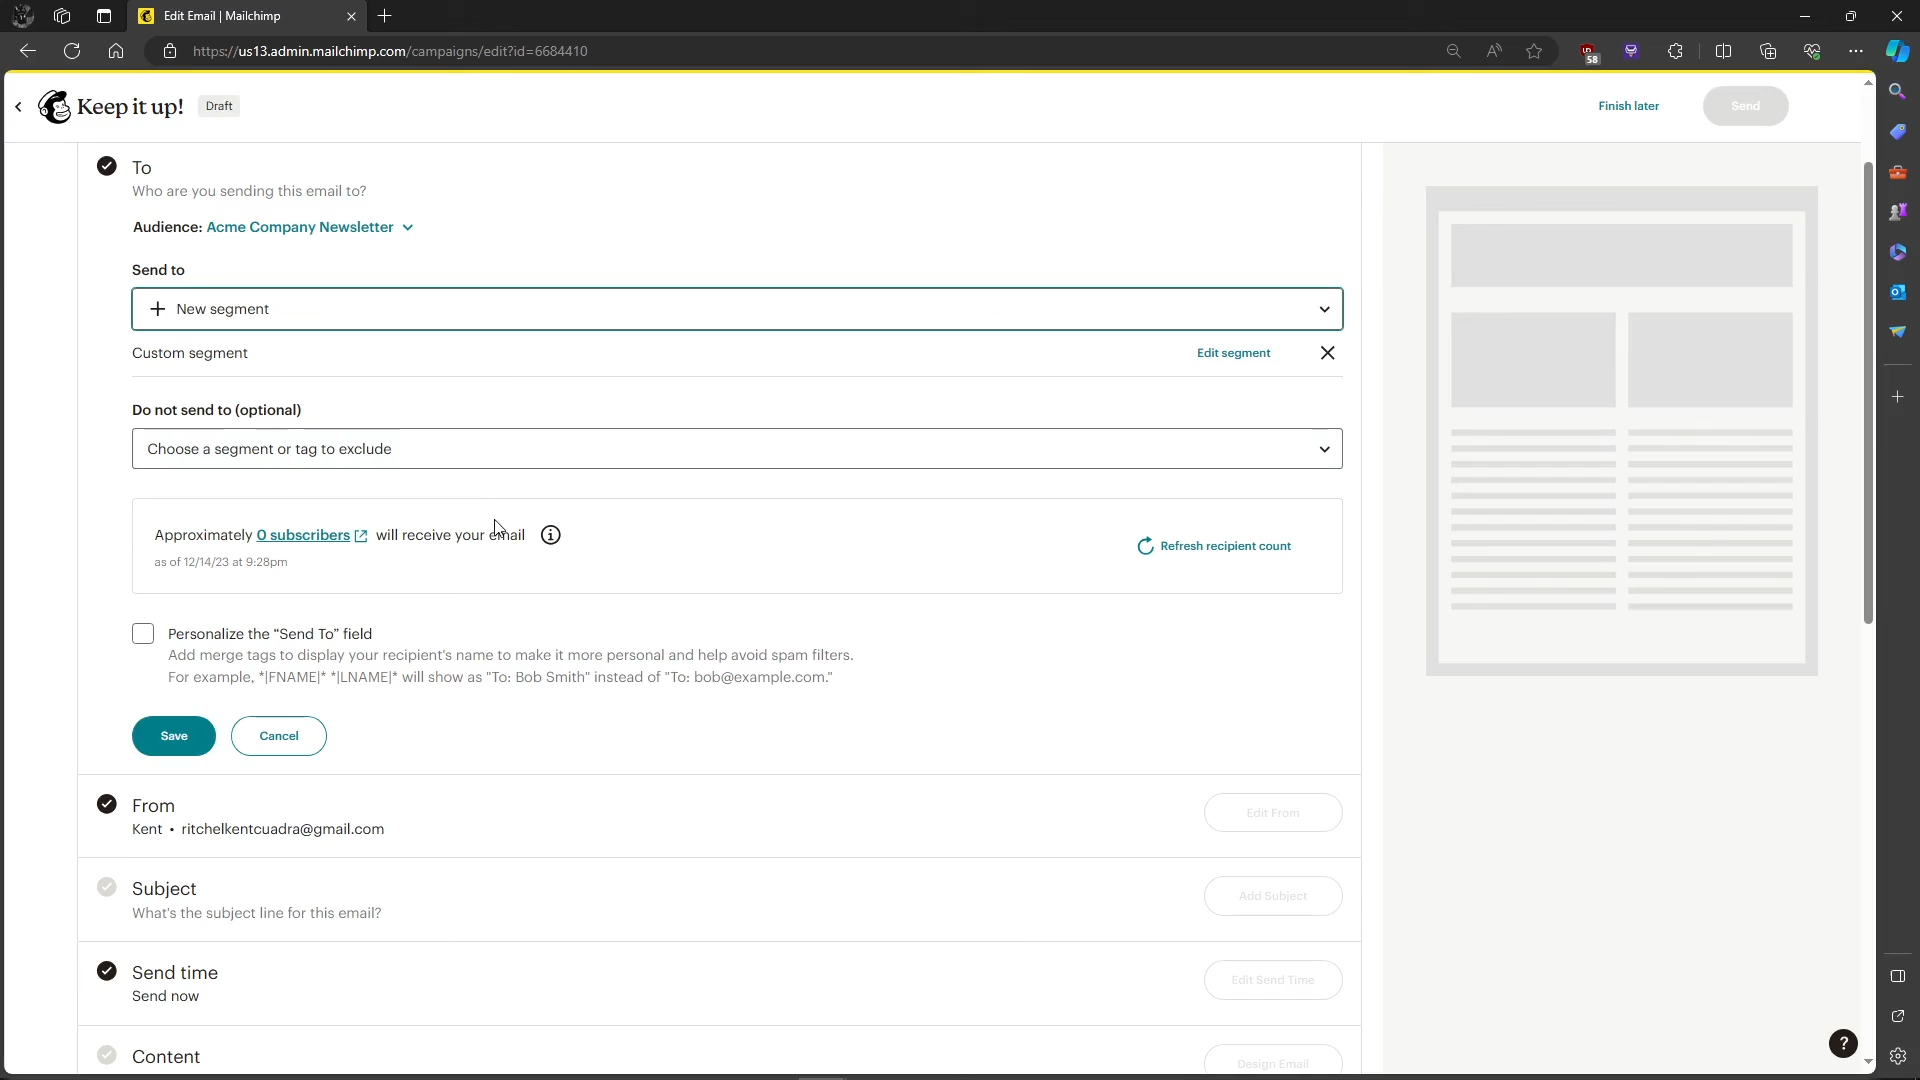 Edit Email | Mailchimp
https://us13.admin.mailchimp.com/campaigns/edit?id=6684410
58
Keep it up!
Draft
Finish later
Send
To
Who are you sending this email to?
Audience: Acme Company Newsletter
Send to
New segment
Custom segment
Edit segment
Do not send to (optional)
Choose a segment or tag to exclude
Approximately 0 subscribers will receive your email
as of 12/14/23 at 9:28pm
Refresh recipient count
Personalize the "Send To" field
Add merge tags to display your recipient's name to make it more personal and help avoid spam filters.
For example, *|FNAME|* *|LNAME|* will show as "To: Bob Smith" instead of "To: bob@example.com."
Save
Cancel
From
Kent • ritchelkentcuadra@gmail.com
Edit From
Subject
What's the subject line for this email?
Add Subject
Send time
Send now
Edit Send Time
Content
Design Email
?